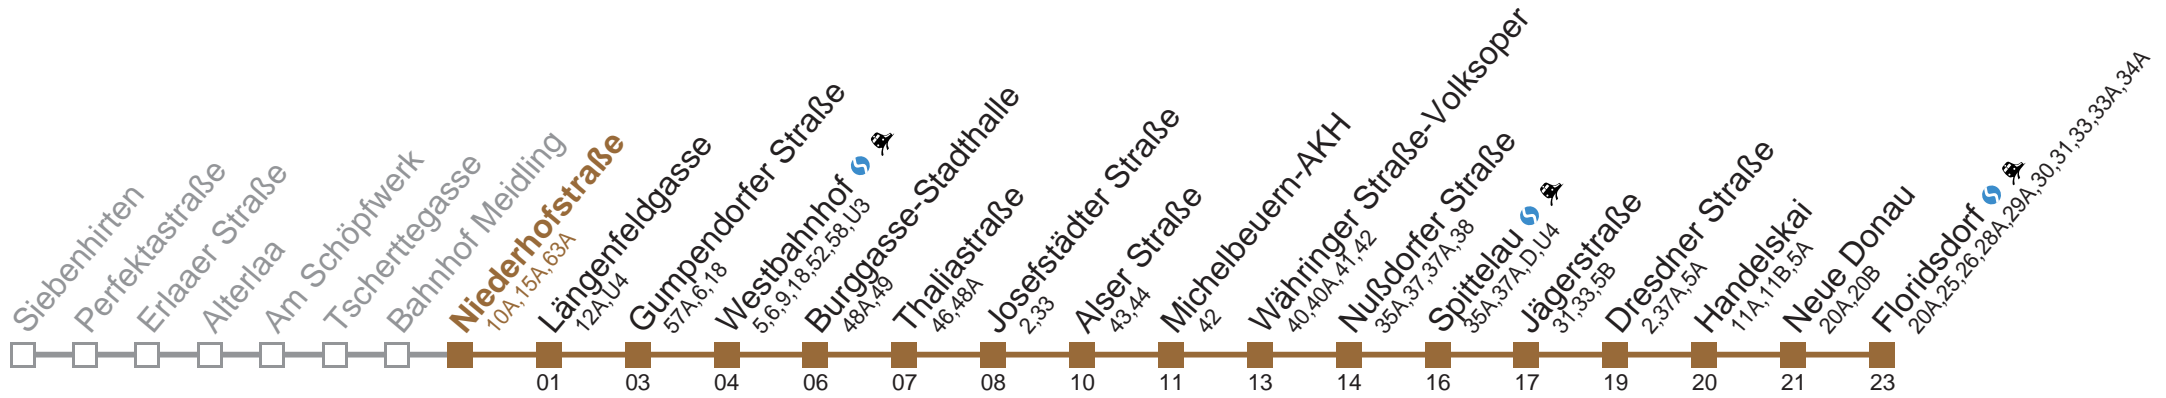 Siebenhirten
Perfektastraße
Erlaaer Straße
Alterlaa
Am Schöpfwerk
Tscherttegasse
Bahnhof Meidling
Niederhofstraße
10A,15A,63A
Längenfeldgasse
12A,U4
Gumpendorfer Straße
57A,6,18
Westbahnhof
5,6,9,18,52,58,U3
Burggasse-Stadthalle
48A,49
Thaliastraße
46,48A
Josefstädter Straße
2,33
Alser Straße
43,44
Michelbeuern-AKH
42
Währinger Straße-Volksoper
40,40A,41,42
Nußdorfer Straße
35A,37,37A,38
Spittelau
35A,37A,D,U4
Jägerstraße
31,33,5B
Dresdner Straße
2,37A,5A
Handelskai
11A,11B,5A
Neue Donau
20A,20B
Floridsdorf
20A,25,26,28A,29A,30,31,33,33A,34A
01 03 04 06 07 08 10 11 13 14 16 17 19 20 21 23